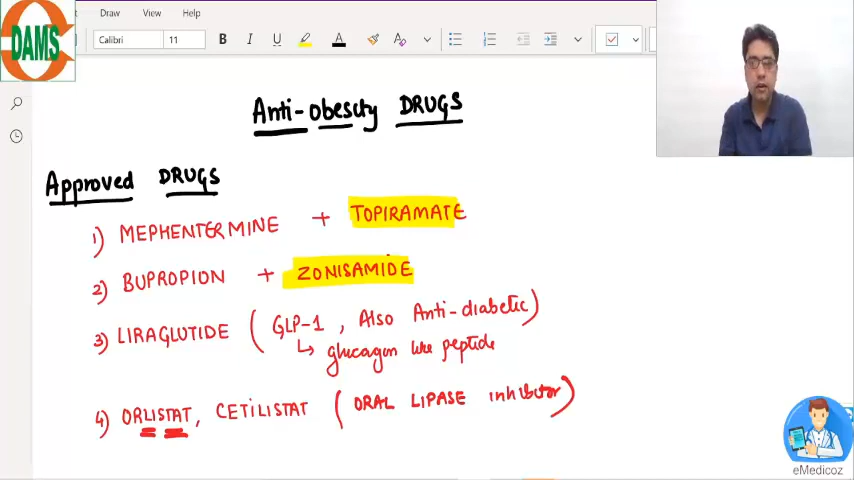 DAMS
Draw View Help
Calibri 11 B I U A A
Anti-obesity DRUGS
Approved DRUGS
1) MEPHENTERMINE + TOPIRAMATE
2) BUPROPION + ZONISAMIDE
3) LIRAGLUTIDE (GLP-1, Also Anti-diabetic)
↳ glucagon like peptide
4) ORLISTAT, CETILISTAT (ORAL LIPASE inhibitor)
eMedicoz